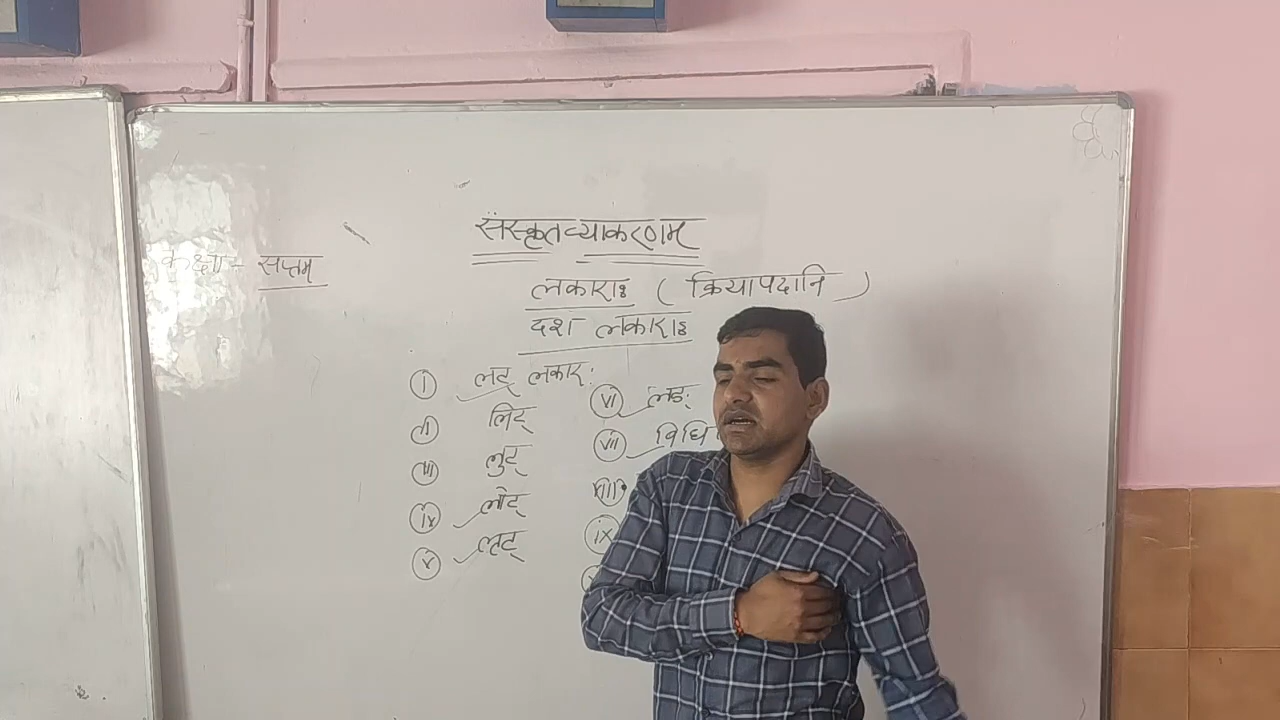 संस्कृतव्याकरणम्
कक्षा - सप्तम्
लकाराः ( क्रियापदानि )
दश लकाराः
i लट् लकारः
ii लिट्
iii लुट्
iv लोट्
v लृट्
vi लङ्
vii विधि
viii
ix